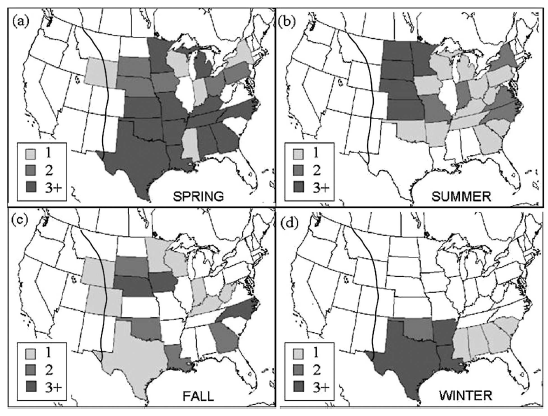 (a)
1
2
3+
SPRING
(b)
1
2
3+
SUMMER
(c)
1
2
3+
FALL
(d)
1
2
3+
WINTER